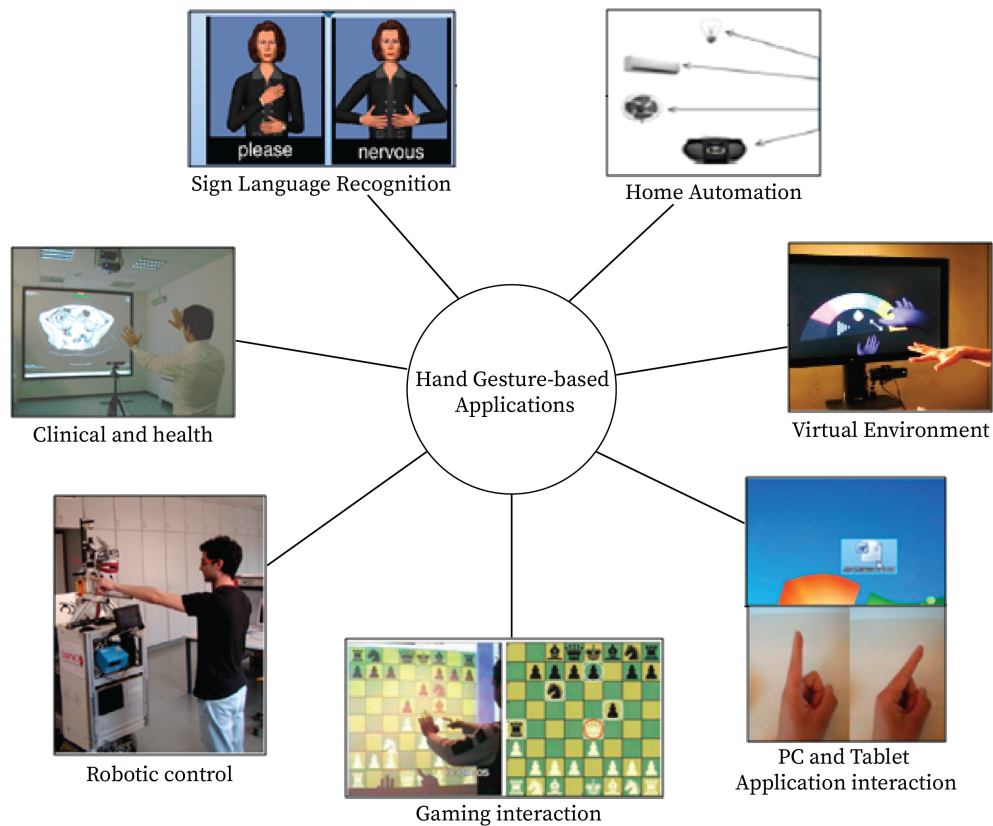 please
nervous
Sign Language Recognition
Home Automation
Clinical and health
Hand Gesture-based
Applications
Virtual Environment
Robotic control
PC and Tablet
Application interaction
Gaming interaction